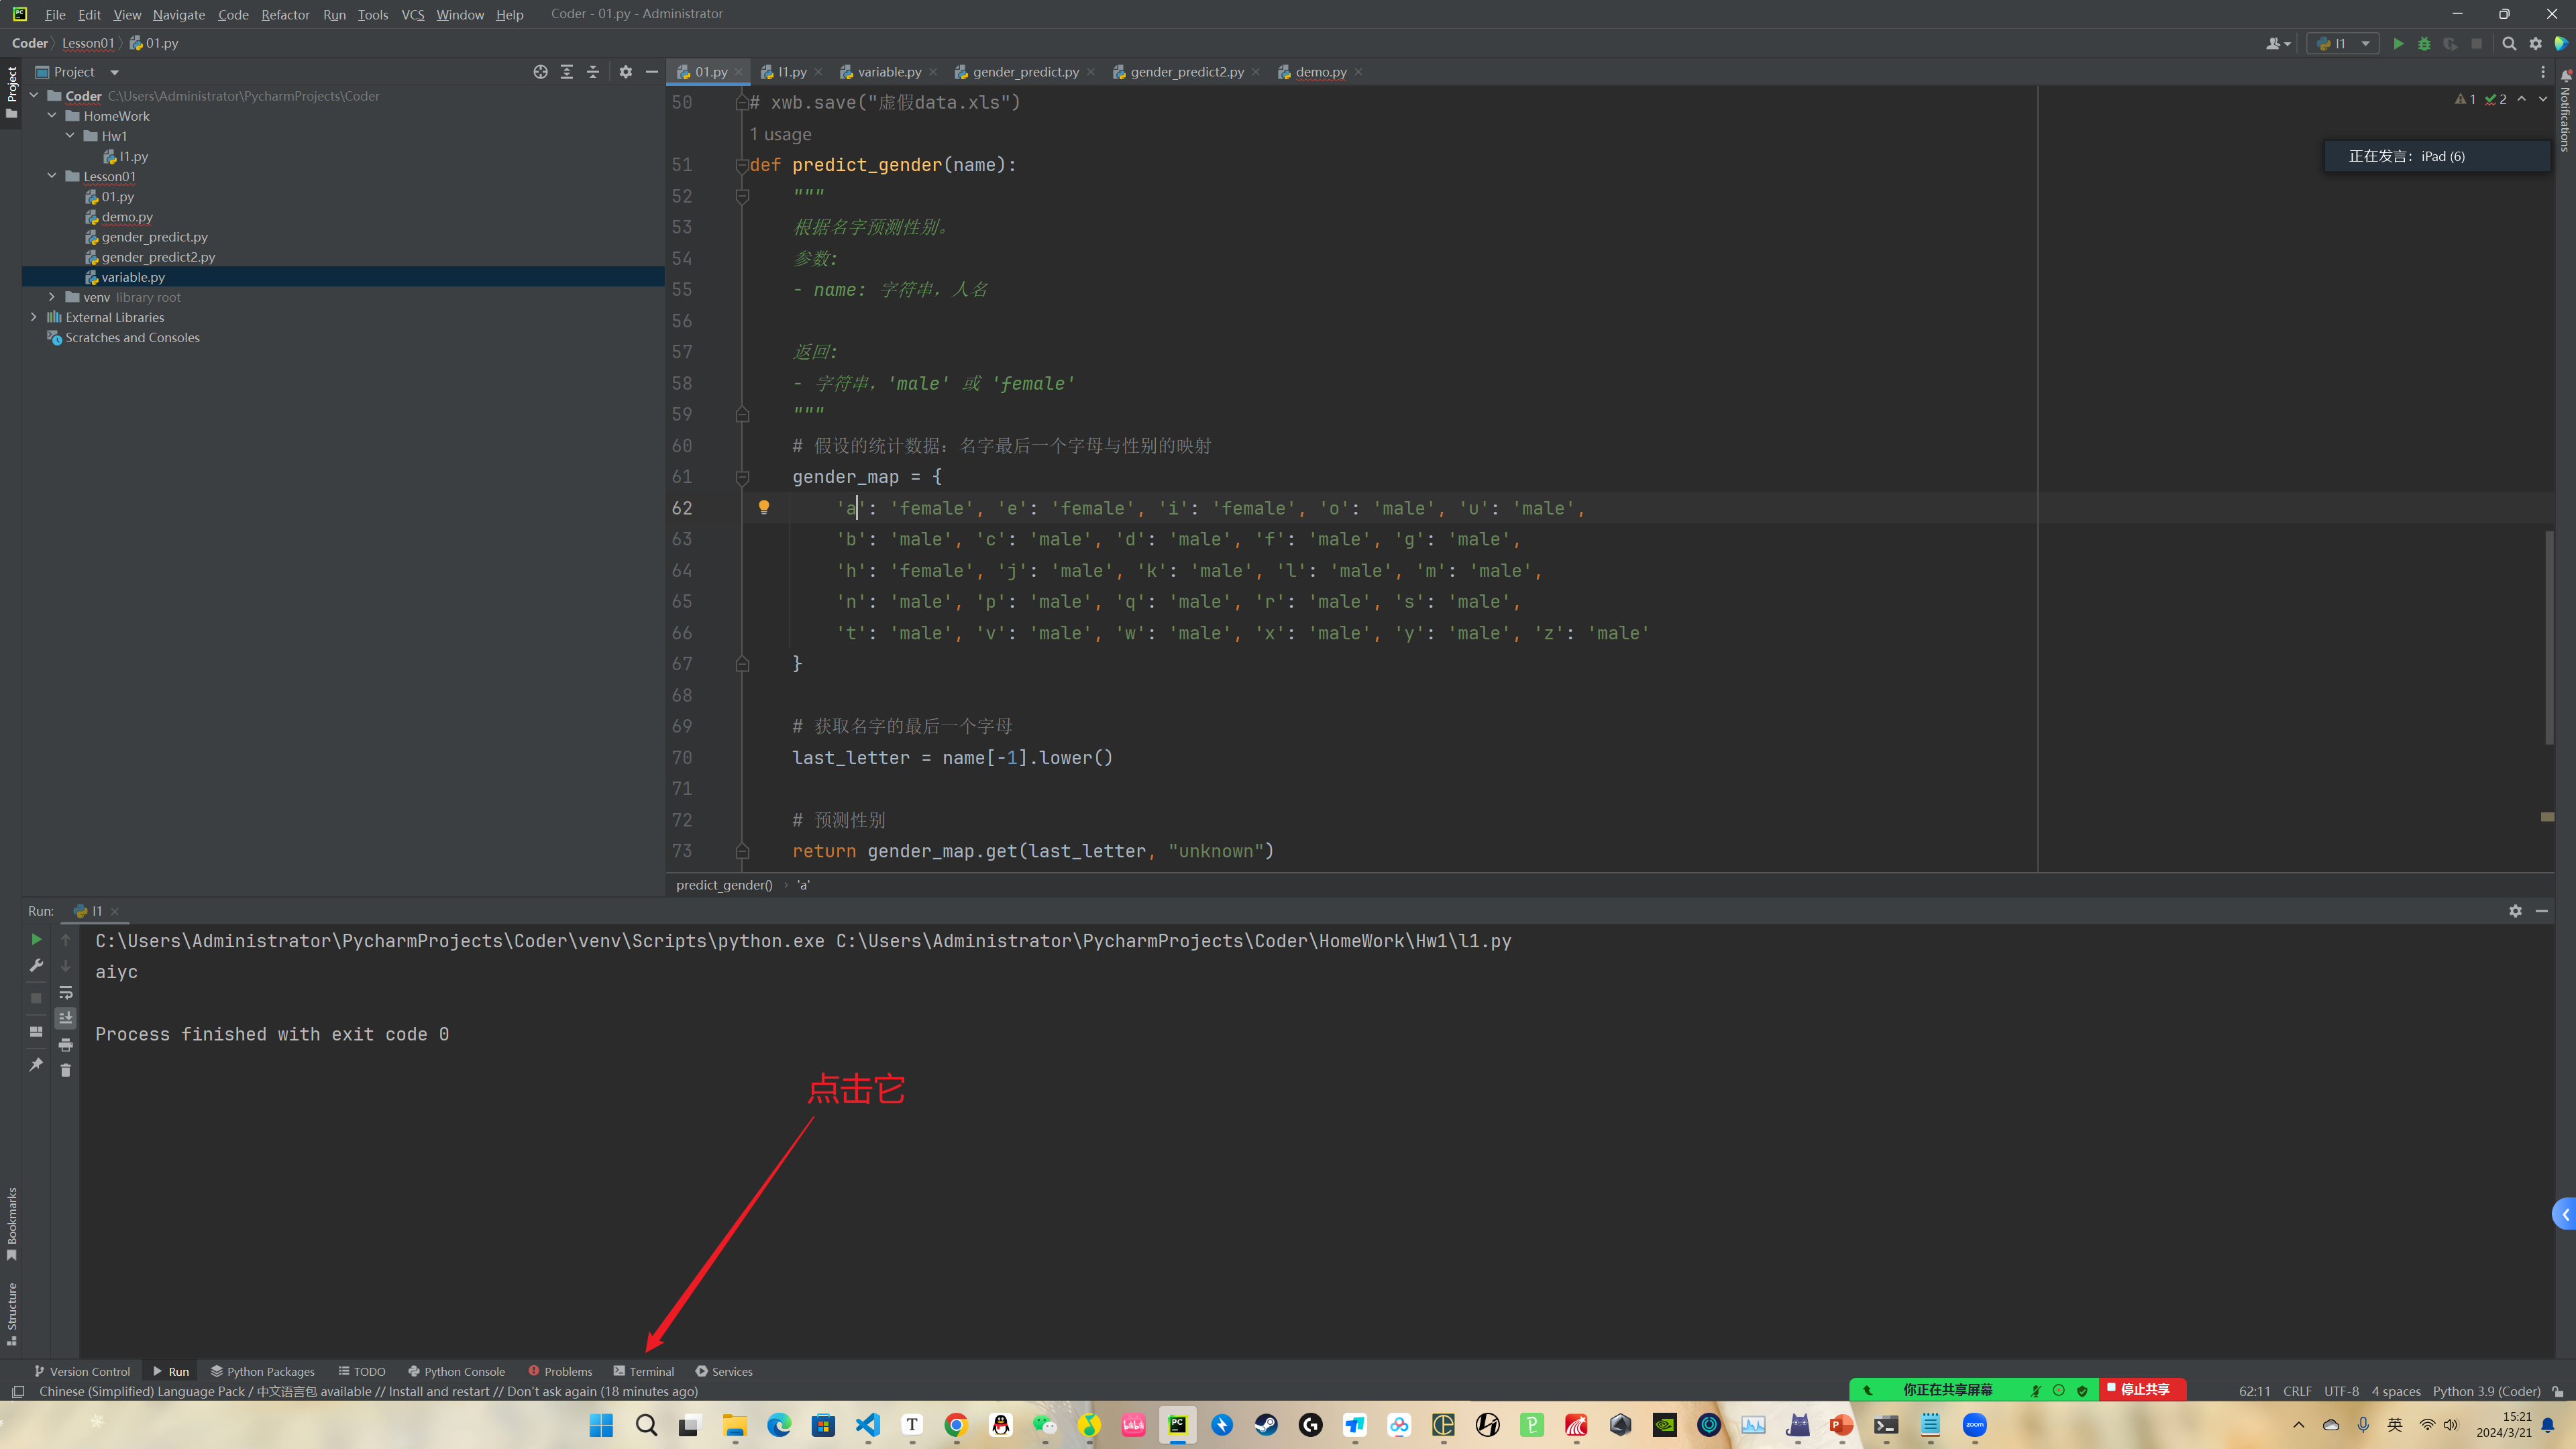 File Edit View Navigate Code Refactor Run Tools VCS Window Help Coder - 01.py - Administrator
Coder Lesson01 01.py l1
Project
Project
01.py l1.py variable.py gender_predict.py gender_predict2.py demo.py
Notifications
Coder C:\Users\Administrator\PycharmProjects\Coder
HomeWork
Hw1
l1.py
Lesson01
01.py
demo.py
gender_predict.py
gender_predict2.py
variable.py
venv library root
External Libraries
Scratches and Consoles
1 2
正在发言: iPad (6)
50 # xwb.save("虚假data.xls")
1 usage
51 def predict_gender(name):
52 """
53 根据名字预测性别。
54 参数:
55 - name: 字符串，人名
56
57 返回:
58 - 字符串，'male' 或 'female'
59 """
60 # 假设的统计数据：名字最后一个字母与性别的映射
61 gender_map = {
62 'a': 'female', 'e': 'female', 'i': 'female', 'o': 'male', 'u': 'male',
63 'b': 'male', 'c': 'male', 'd': 'male', 'f': 'male', 'g': 'male',
64 'h': 'female', 'j': 'male', 'k': 'male', 'l': 'male', 'm': 'male',
65 'n': 'male', 'p': 'male', 'q': 'male', 'r': 'male', 's': 'male',
66 't': 'male', 'v': 'male', 'w': 'male', 'x': 'male', 'y': 'male', 'z': 'male'
67 }
68
69 # 获取名字的最后一个字母
70 last_letter = name[-1].lower()
71
72 # 预测性别
73 return gender_map.get(last_letter, "unknown")
predict_gender() › 'a'
Run: l1
C:\Users\Administrator\PycharmProjects\Coder\venv\Scripts\python.exe C:\Users\Administrator\PycharmProjects\Coder\HomeWork\Hw1\l1.py
aiyc
Process finished with exit code 0
点击它
Bookmarks
Structure
Version Control Run Python Packages TODO Python Console Problems Terminal Services
Chinese (Simplified) Language Pack / 中文语言包 available // Install and restart // Don't ask again (18 minutes ago)
你正在共享屏幕 停止共享
62:11 CRLF UTF-8 4 spaces Python 3.9 (Coder)
英 15:21
2024/3/21